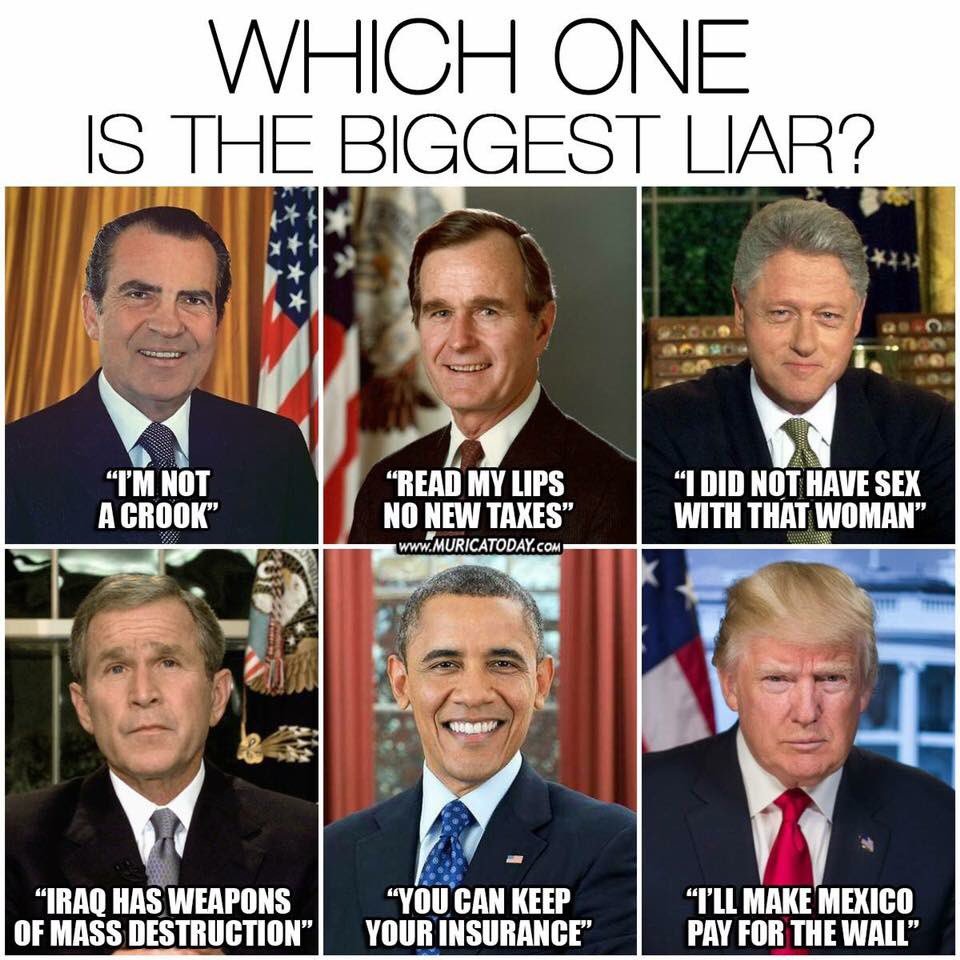 WHICH ONE
IS THE BIGGEST LIAR?
“I’M NOT
A CROOK”
“READ MY LIPS
NO NEW TAXES”
“I DID NOT HAVE SEX
WITH THAT WOMAN”
WWW.MURICATODAY.COM
“IRAQ HAS WEAPONS
OF MASS DESTRUCTION”
“YOU CAN KEEP
YOUR INSURANCE”
“I’LL MAKE MEXICO
PAY FOR THE WALL”